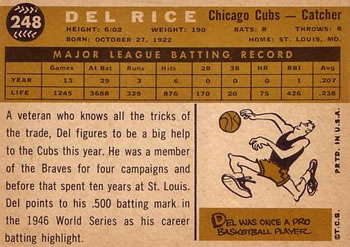 248
DEL RICE Chicago Cubs — Catcher
HEIGHT: 6:02 WEIGHT: 190 BATS: R THROWS: R
BORN: OCTOBER 27, 1922 HOME: ST. LOUIS, MO.
MAJOR LEAGUE BATTING RECORD
Games At-Bat Runs Hits 2B 3B HR R.B.I. Avg.
YEAR 13 29 3 6 0 0 1 .207
LIFE 1245 3688 329 876 170 20 76 426 .238
A veteran who knows all the tricks of
the trade, Del figures to be a big help
to the Cubs this year. He was a member
of the Braves for four campaigns and
before that spent ten years at St. Louis.
Del points to his .500 batting mark in
the 1946 World Series as his career
batting highlight.
DEL WAS ONCE A PRO
BASKETBALL PLAYER.
©T.C.G.
PRTD. IN U.S.A.